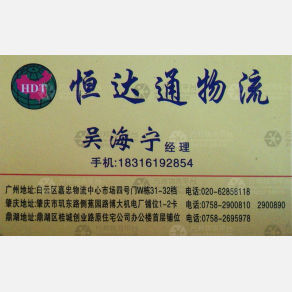 HDT 恒达通物流
吴海宁 经理
手机:18316192854
广州地址:白云区嘉忠物流中心市场四号门W栋31-32档 电话:020-62858118
肇庆地址:肇庆市玑东路侧蕉园路博大机电厂铺位1-2卡 电话:0758-2900810 2900890
鼎湖地址:鼎湖区桂城创业路原住宅公司办公楼首层铺位 电话:0758-2695978